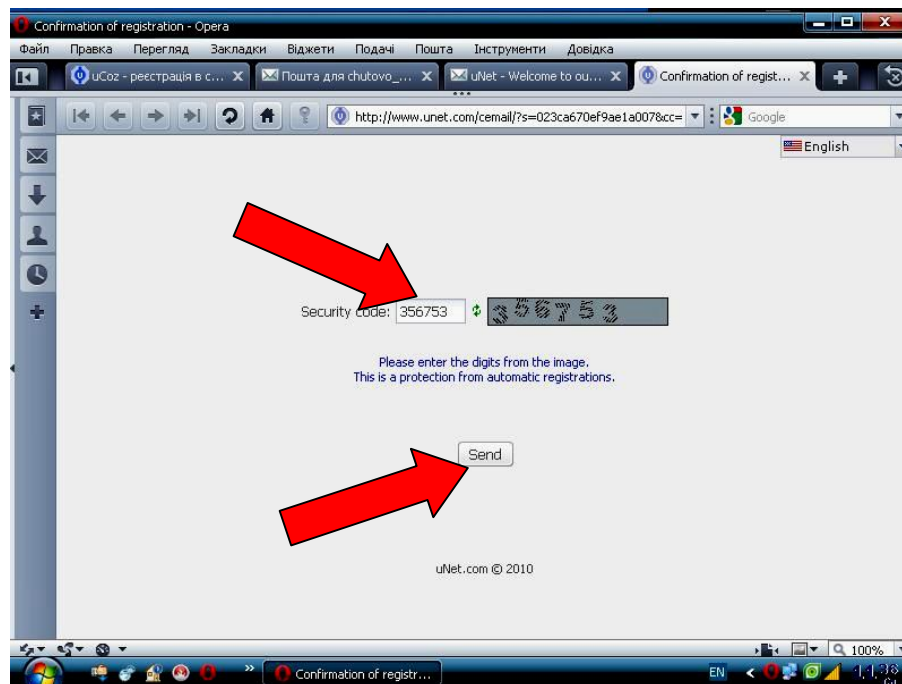 Confirmation of registration - Opera
Файл Правка Перегляд Закладки Віджети Подачі Пошта Інструменти Довідка
uCoz - реєстрація в с... X Пошта для chutovo_... X uNet - Welcome to ou... X Confirmation of regist... X
http://www.unet.com/cemail/?s=023ca670ef9ae1a0078&cc= Google
English
Security code: 356753 356753
Please enter the digits from the image.
This is a protection from automatic registrations.
Send
uNet.com © 2010
100%
Confirmation of registr... EN